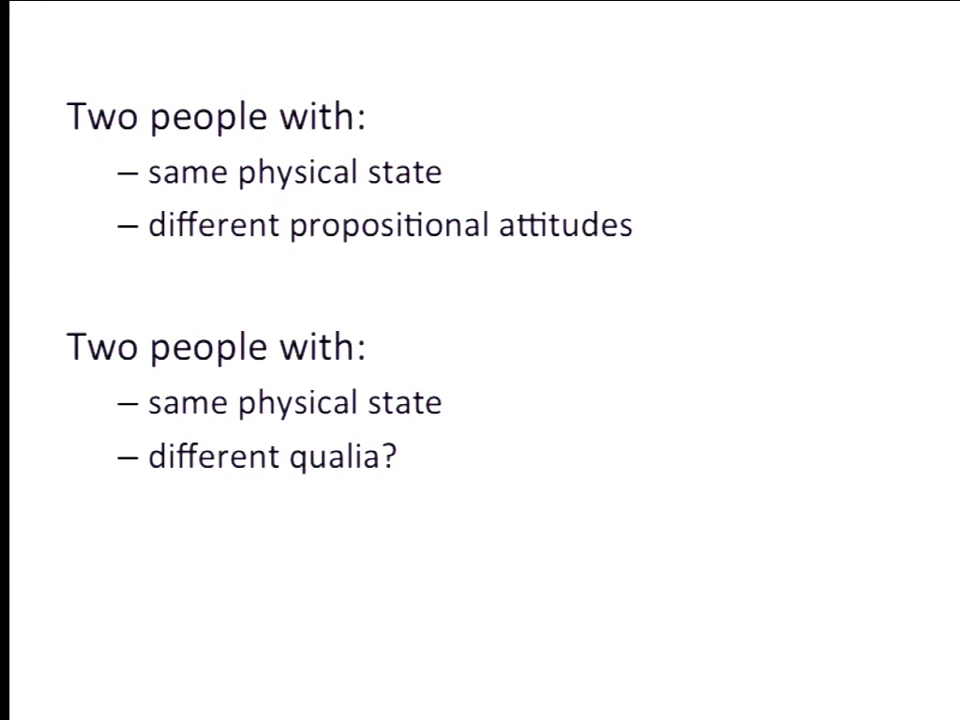 Two people with:
– same physical state
– different propositional attitudes
Two people with:
– same physical state
– different qualia?